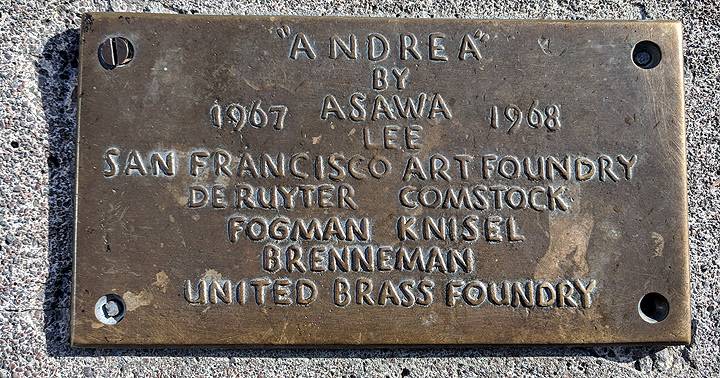 "ANDREA"
BY
1967 ASAWA 1968
LEE
SAN FRANCISCO ART FOUNDRY
DE RUYTER COMSTOCK
FOGMAN KNISEL
BRENNEMAN
UNITED BRASS FOUNDRY